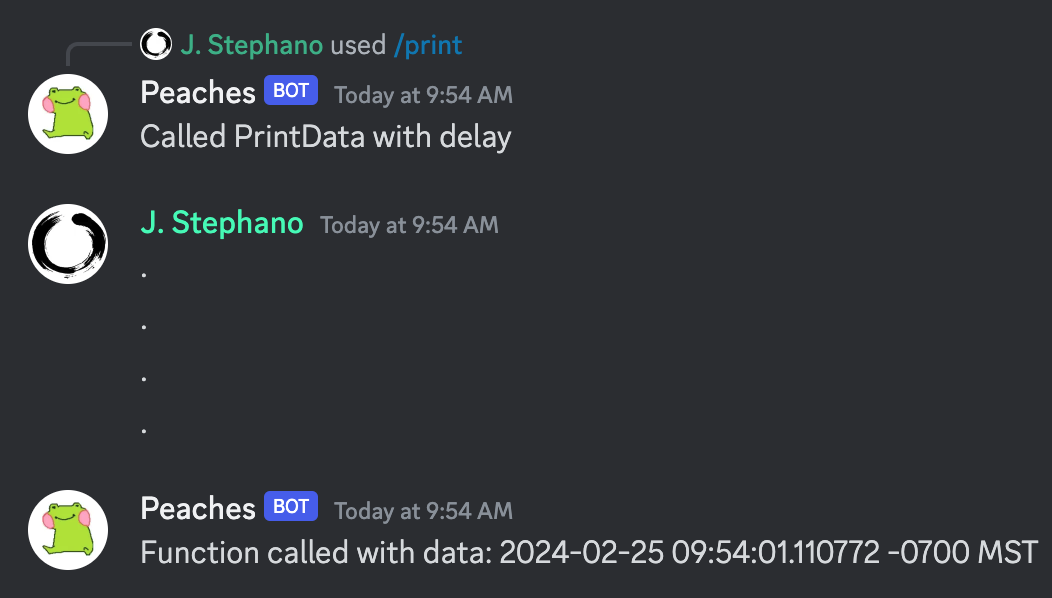 J. Stephano used /print
Peaches BOT Today at 9:54 AM
Called PrintData with delay
J. Stephano Today at 9:54 AM
.
.
.
.
Peaches BOT Today at 9:54 AM
Function called with data: 2024-02-25 09:54:01.110772 -0700 MST